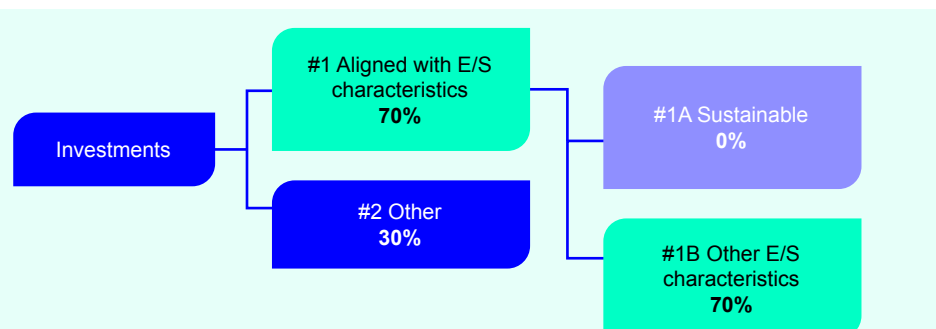 Investments
#1 Aligned with E/S
characteristics
70%
#2 Other
30%
#1A Sustainable
0%
#1B Other E/S
characteristics
70%